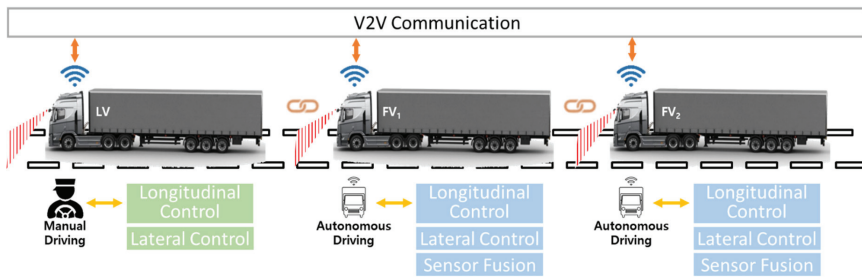 V2V Communication
LV
FV₁
FV₂
Manual
Driving
Longitudinal
Control
Lateral Control
Autonomous
Driving
Longitudinal
Control
Lateral Control
Sensor Fusion
Autonomous
Driving
Longitudinal
Control
Lateral Control
Sensor Fusion